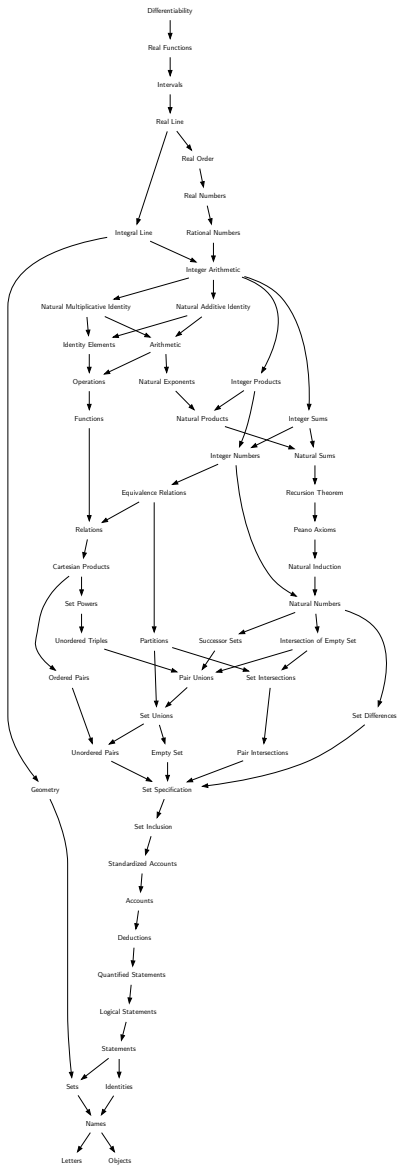 Differentiability
Real Functions
Intervals
Real Line
Real Order
Real Numbers
Integral Line
Rational Numbers
Integer Arithmetic
Natural Multiplicative Identity
Natural Additive Identity
Identity Elements
Arithmetic
Operations
Natural Exponents
Integer Products
Functions
Natural Products
Integer Sums
Integer Numbers
Natural Sums
Equivalence Relations
Recursion Theorem
Relations
Peano Axioms
Cartesian Products
Natural Induction
Set Powers
Natural Numbers
Unordered Triples
Partitions
Successor Sets
Intersection of Empty Set
Ordered Pairs
Pair Unions
Set Intersections
Set Unions
Set Differences
Unordered Pairs
Empty Set
Pair Intersections
Geometry
Set Specification
Set Inclusion
Standardized Accounts
Accounts
Deductions
Quantified Statements
Logical Statements
Statements
Sets
Identities
Names
Letters
Objects